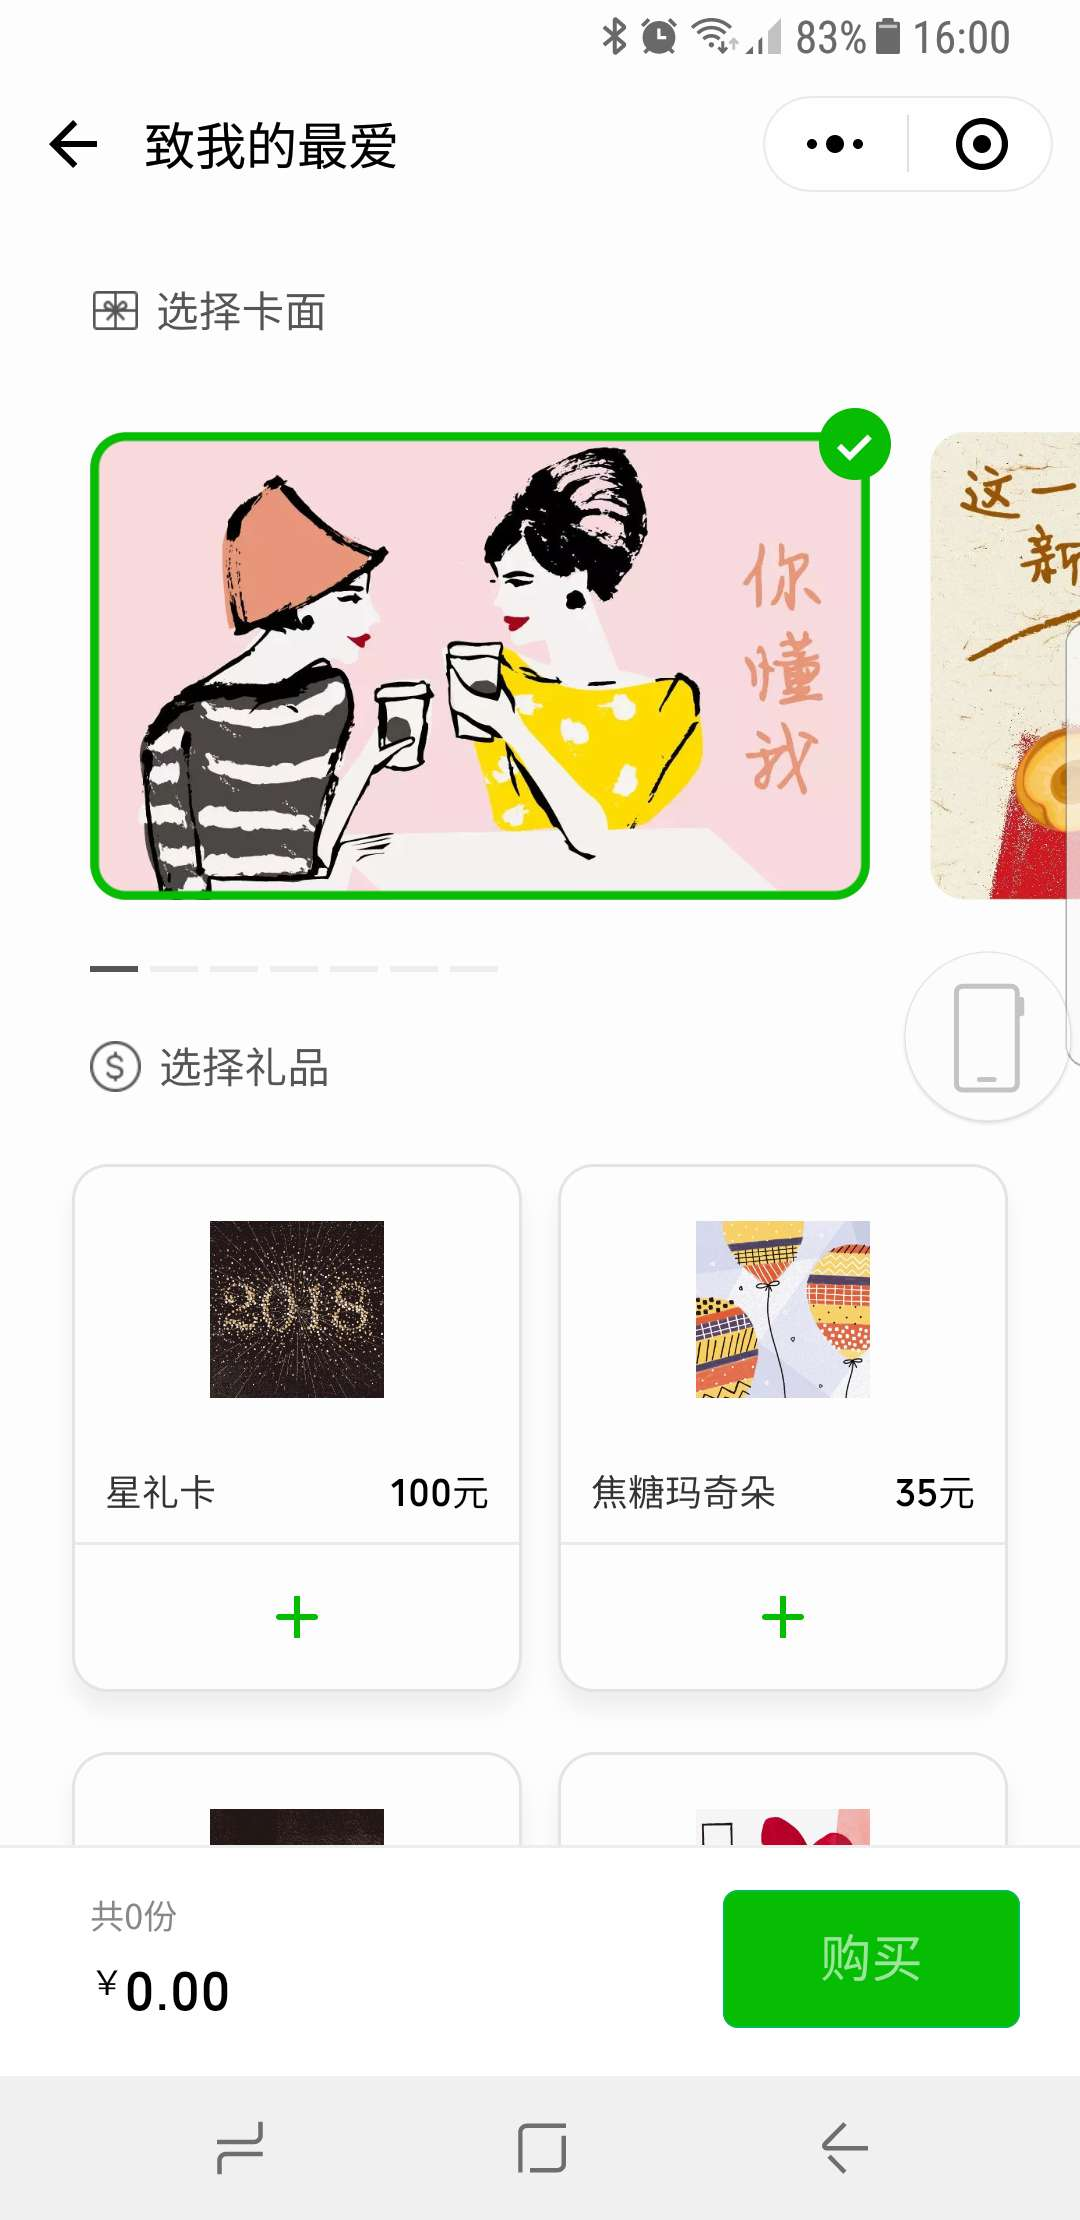 83% 16:00
致我的最爱
选择卡面
你懂我
这一
新
选择礼品
2018
星礼卡 100元
焦糖玛奇朵 35元
共0份
¥0.00
购买